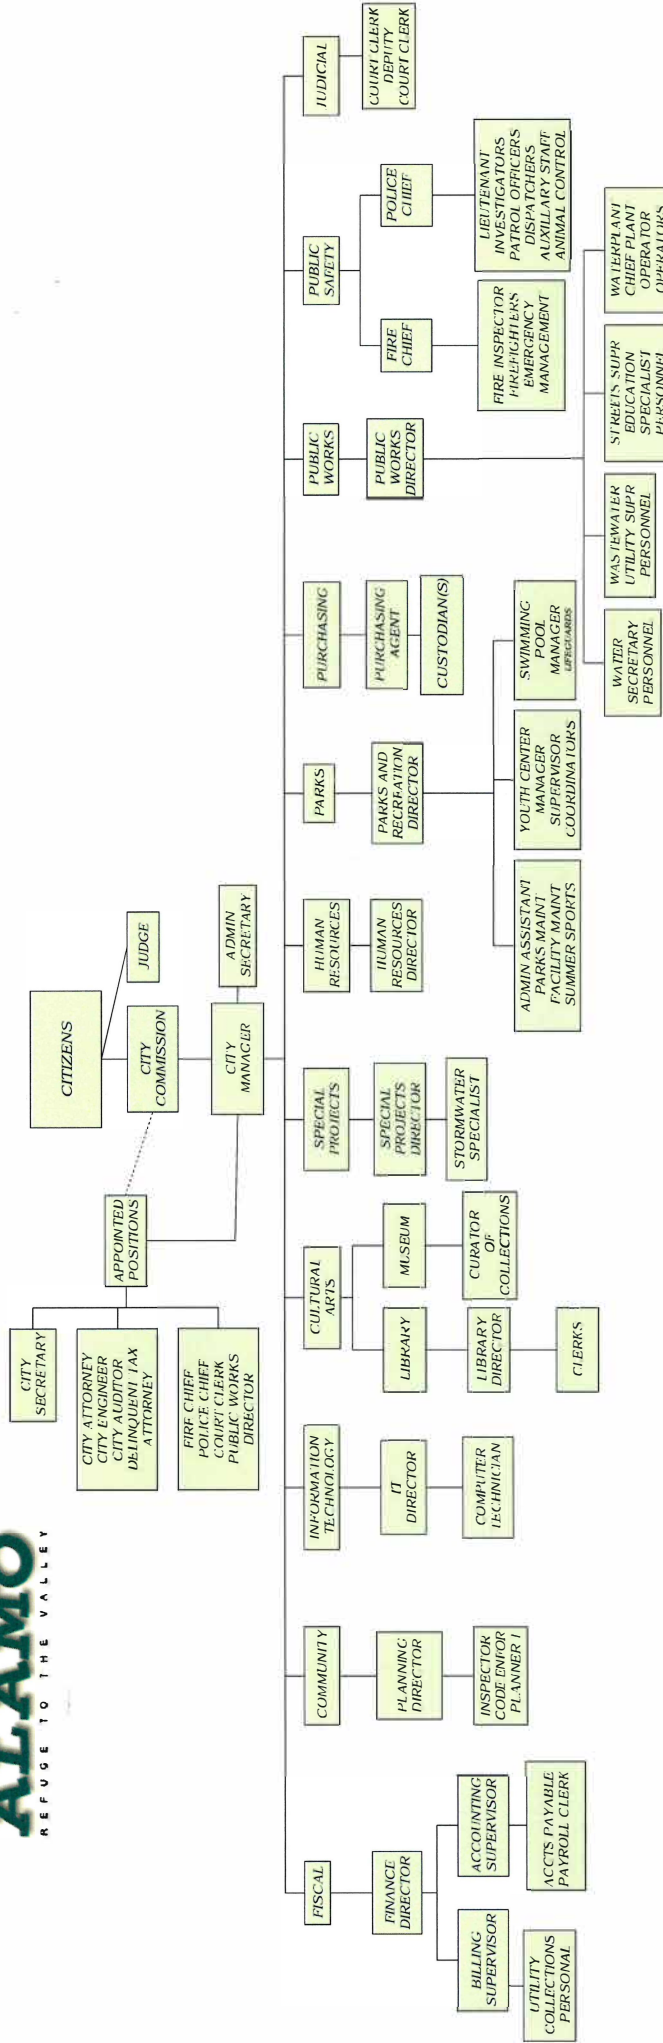 ALAMO
REFUGE TO THE VALLEY
CITIZENS
JUDGE
CITY
COMMISSION
CITY
MANAGER
ADMIN
SECRETARY
APPOINTED
POSITIONS
CITY
SECRETARY
CITY ATTORNEY
CITY ENGINEER
CITY AUDITOR
DELINQUENT TAX
ATTORNEY
FIRE CHIEF
POLICE CHIEF
COURT CLERK
PUBLIC WORKS
DIRECTOR
FISCAL
FINANCE
DIRECTOR
BILLING
SUPERVISOR
UTILITY
COLLECTIONS
PERSONAL
ACCOUNTING
SUPERVISOR
ACCTS PAYABLE
PAYROLL CLERK
COMMUNITY
PLANNING
DIRECTOR
INSPECTOR
CODE ENFOR
PLANNER I
INFORMATION
TECHNOLOGY
IT
DIRECTOR
COMPUTER
TECHNICIAN
CULTURAL
ARTS
LIBRARY
LIBRARY
DIRECTOR
CLERKS
MUSEUM
CURATOR
OF
COLLECTIONS
SPECIAL
PROJECTS
SPECIAL
PROJECTS
DIRECTOR
STORMWATER
SPECIALIST
HUMAN
RESOURCES
HUMAN
RESOURCES
DIRECTOR
PARKS
PARKS AND
RECREATION
DIRECTOR
ADMIN ASSISTANT
PARKS MAINT
FACILITY MAINT
SUMMER SPORTS
YOUTH CENTER
MANAGER
SUPERVISOR
COORDINATORS
SWIMMING
POOL
MANAGER
LIFEGUARDS
PURCHASING
PURCHASING
AGENT
CUSTODIAN(S)
PUBLIC
WORKS
PUBLIC
WORKS
DIRECTOR
WATER
SECRETARY
PERSONNEL
WASTEWATER
UTILITY SUPR
PERSONNEL
STREETS SUPR
EDUCATION
SPECIALIST
PERSONNEL
WATERPLANT
CHIEF PLANT
OPERATOR
OPERATORS
PUBLIC
SAFETY
FIRE
CHIEF
FIRE INSPECTOR
FIREFIGHTERS
EMERGENCY
MANAGEMENT
POLICE
CHIEF
LIEUTENANT
INVESTIGATORS
PATROL OFFICERS
DISPATCHERS
AUXILLARY STAFF
ANIMAL CONTROL
JUDICIAL
COURT CLERK
DEPUTY
COURT CLERK